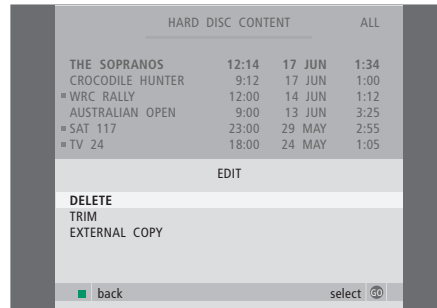 HARD DISC CONTENT ALL
THE SOPRANOS 12:14 17 JUN 1:34
CROCODILE HUNTER 9:12 17 JUN 1:00
WRC RALLY 12:00 14 JUN 1:12
AUSTRALIAN OPEN 9:00 13 JUN 3:25
SAT 117 23:00 29 MAY 2:55
TV 24 18:00 24 MAY 1:05
EDIT
DELETE
TRIM
EXTERNAL COPY
back select GO